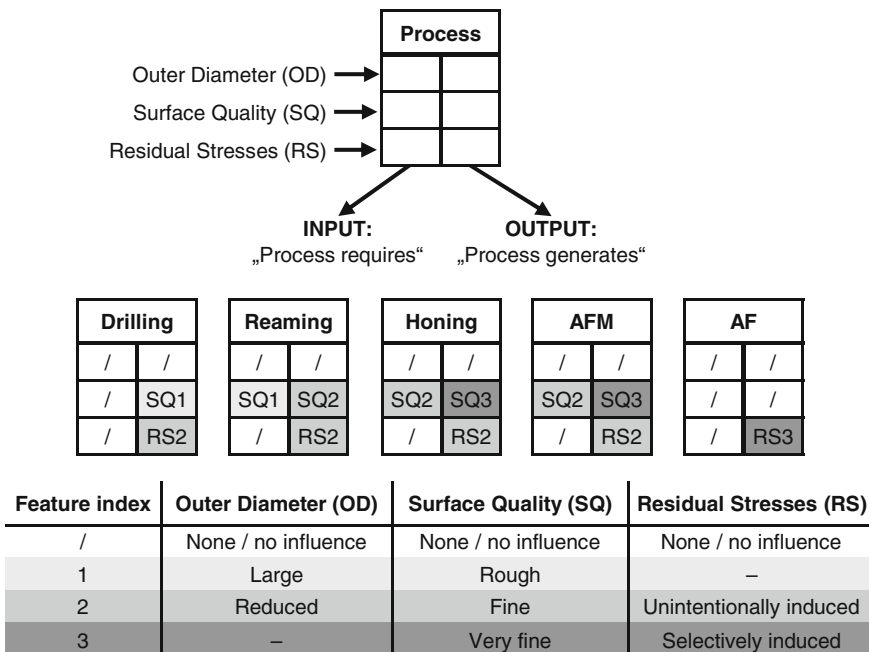 Process
Outer Diameter (OD)
Surface Quality (SQ)
Residual Stresses (RS)
INPUT: OUTPUT:
„Process requires“ „Process generates“
Drilling Reaming Honing AFM AF
/ / / / / / / / / /
/ SQ1 SQ1 SQ2 SQ2 SQ3 SQ2 SQ3 / /
/ RS2 / RS2 / RS2 / RS2 / RS3
Feature index Outer Diameter (OD) Surface Quality (SQ) Residual Stresses (RS)
/ None / no influence None / no influence None / no influence
1 Large Rough –
2 Reduced Fine Unintentionally induced
3 – Very fine Selectively induced